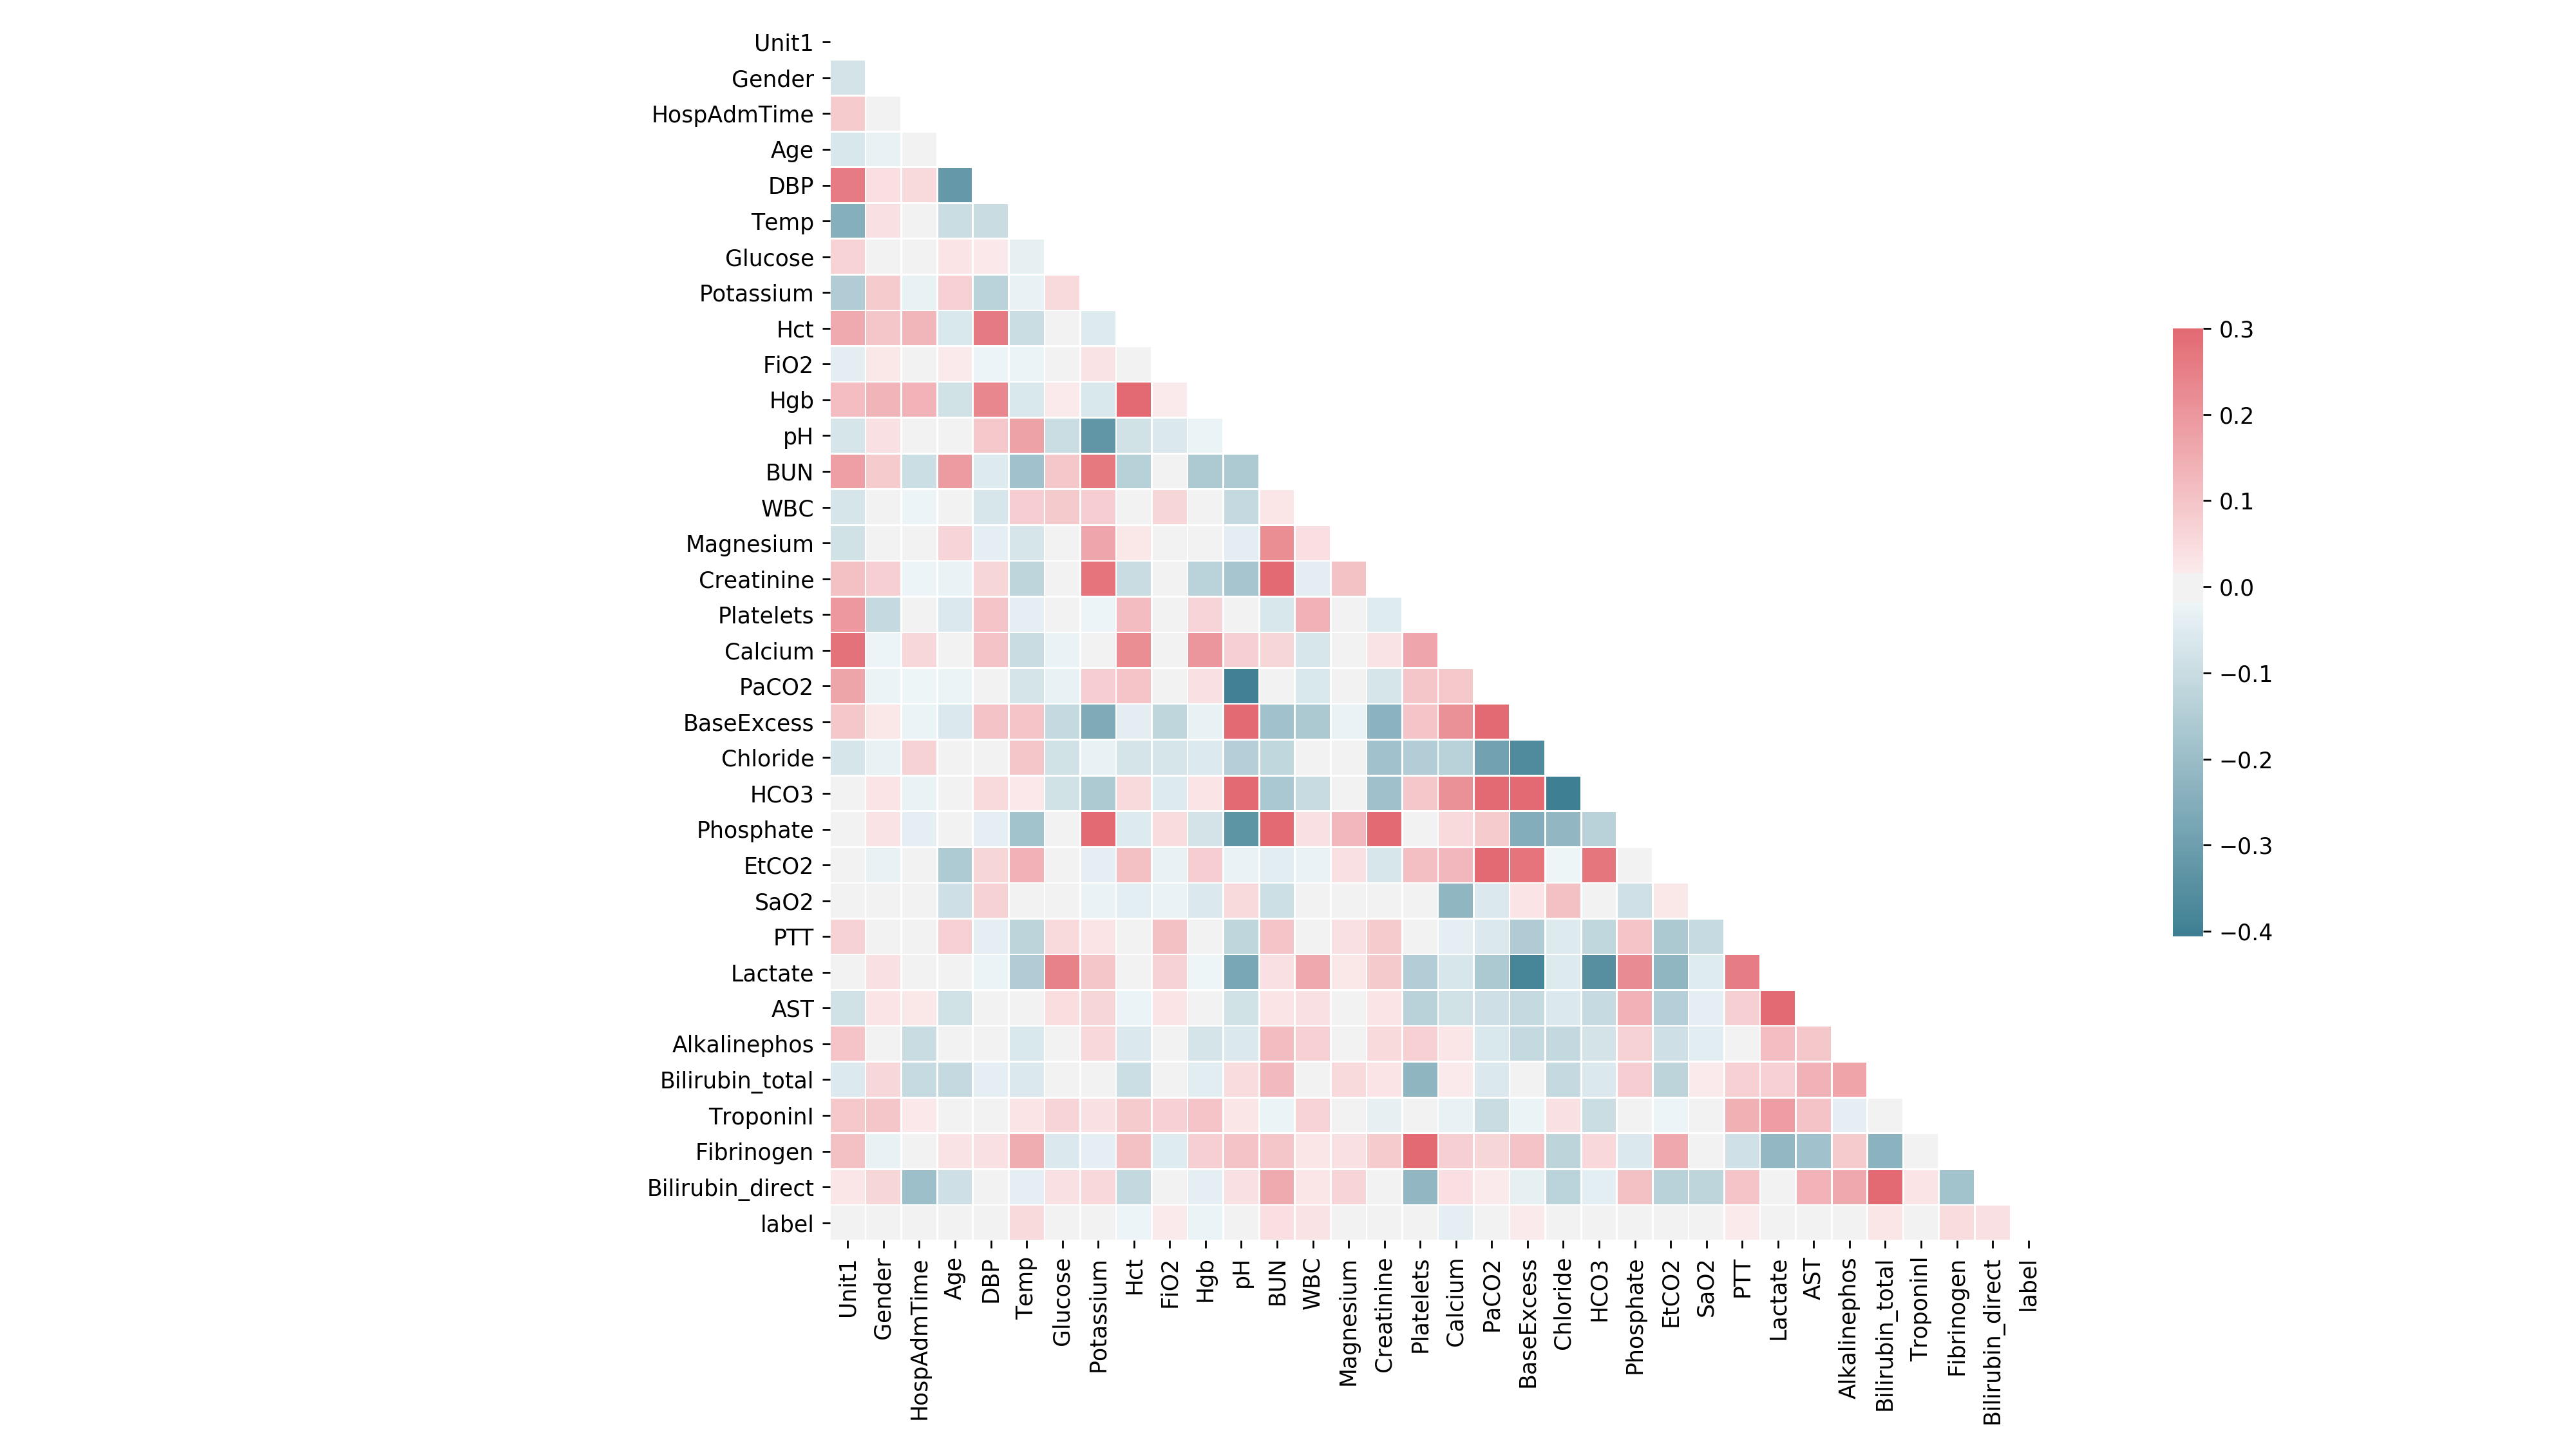 Unit1
Gender
HospAdmTime
Age
DBP
Temp
Glucose
Potassium
Hct
FiO2
Hgb
pH
BUN
WBC
Magnesium
Creatinine
Platelets
Calcium
PaCO2
BaseExcess
Chloride
HCO3
Phosphate
EtCO2
SaO2
PTT
Lactate
AST
Alkalinephos
Bilirubin_total
TroponinI
Fibrinogen
Bilirubin_direct
label
Unit1
Gender
HospAdmTime
Age
DBP
Temp
Glucose
Potassium
Hct
FiO2
Hgb
pH
BUN
WBC
Magnesium
Creatinine
Platelets
Calcium
PaCO2
BaseExcess
Chloride
HCO3
Phosphate
EtCO2
SaO2
PTT
Lactate
AST
Alkalinephos
Bilirubin_total
TroponinI
Fibrinogen
Bilirubin_direct
label
0.3
0.2
0.1
0.0
−0.1
−0.2
−0.3
−0.4